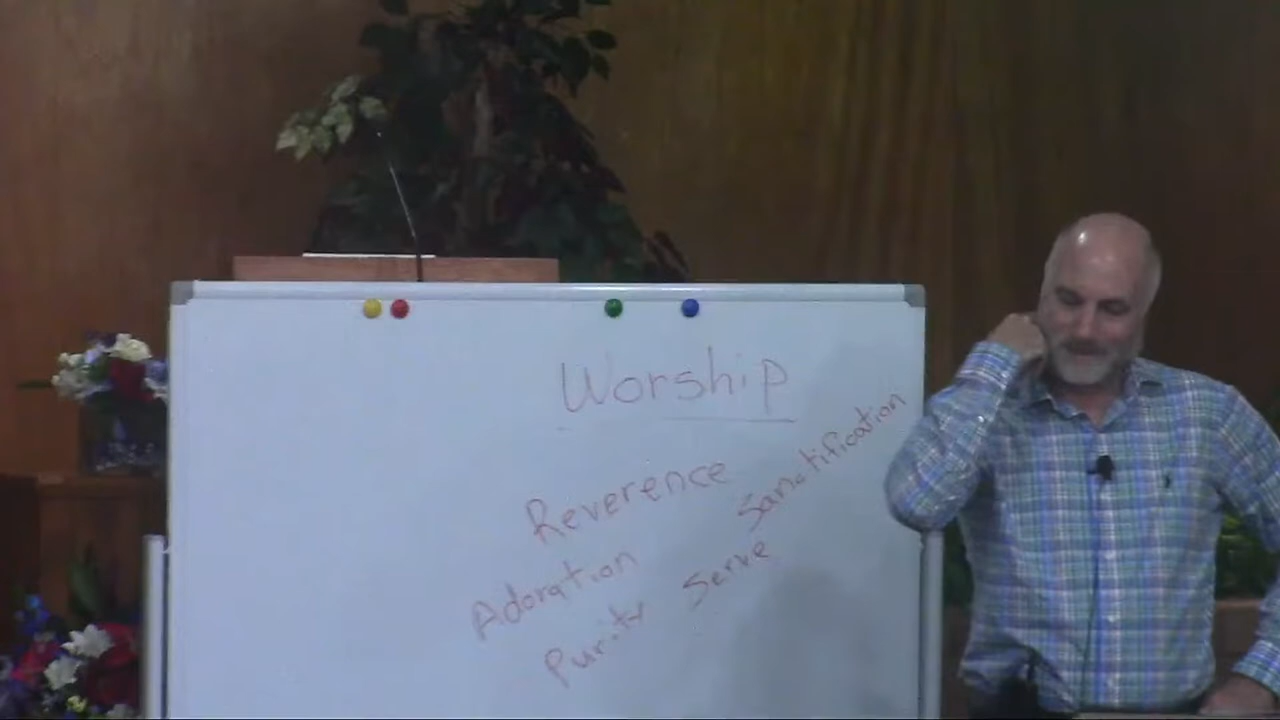 Worship
Reverence
Sanctification
Adoration
Serve
Purity